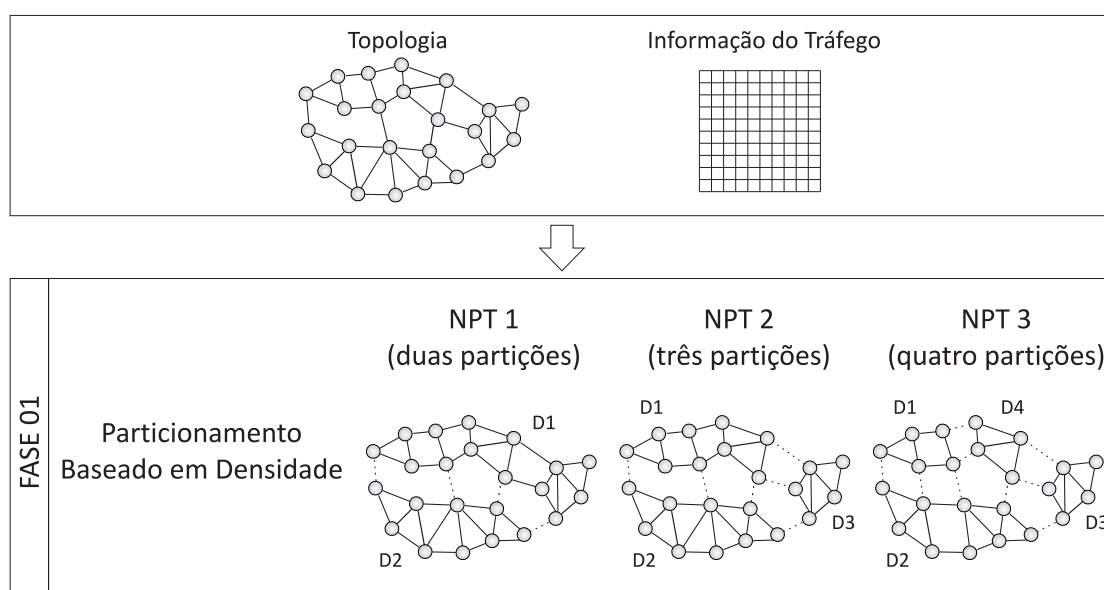 Topologia
Informação do Tráfego
FASE 01
Particionamento
Baseado em Densidade
NPT 1
(duas partições)
NPT 2
(três partições)
NPT 3
(quatro partições)
D1
D2
D1
D2
D3
D1
D4
D2
D3